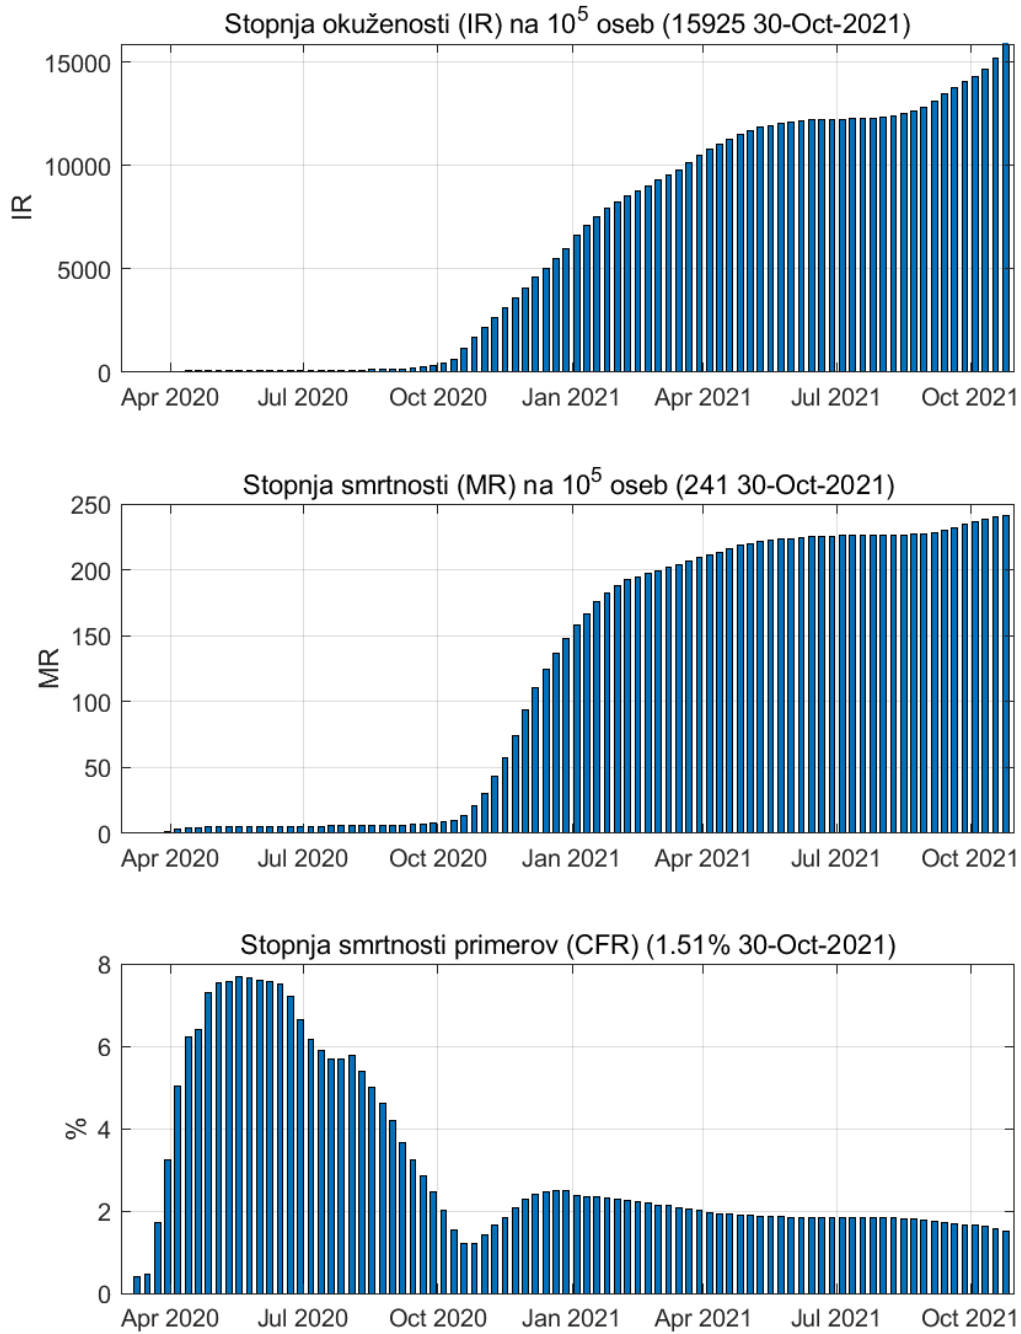 Stopnja okuženosti (IR) na 10^5 oseb (15925 30-Oct-2021)
15000
10000
5000
0
IR
Apr 2020 Jul 2020 Oct 2020 Jan 2021 Apr 2021 Jul 2021 Oct 2021
Stopnja smrtnosti (MR) na 10^5 oseb (241 30-Oct-2021)
250
200
150
100
50
0
MR
Apr 2020 Jul 2020 Oct 2020 Jan 2021 Apr 2021 Jul 2021 Oct 2021
Stopnja smrtnosti primerov (CFR) (1.51% 30-Oct-2021)
8
6
4
2
0
%
Apr 2020 Jul 2020 Oct 2020 Jan 2021 Apr 2021 Jul 2021 Oct 2021